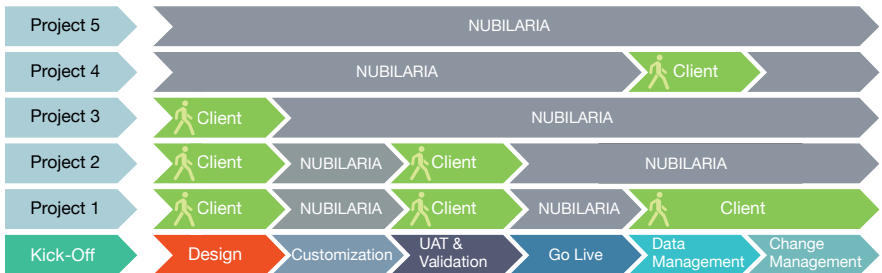 Project 5
NUBILARIA
Project 4
NUBILARIA
Client
Project 3
Client
NUBILARIA
Project 2
Client
NUBILARIA
Client
NUBILARIA
Project 1
Client
NUBILARIA
Client
NUBILARIA
Client
Kick-Off
Design
Customization
UAT &
Validation
Go Live
Data
Management
Change
Management